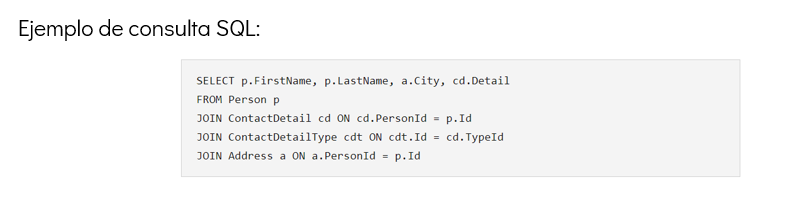 Ejemplo de consulta SQL:
SELECT p.FirstName, p.LastName, a.City, cd.Detail
FROM Person p
JOIN ContactDetail cd ON cd.PersonId = p.Id
JOIN ContactDetailType cdt ON cdt.Id = cd.TypeId
JOIN Address a ON a.PersonId = p.Id